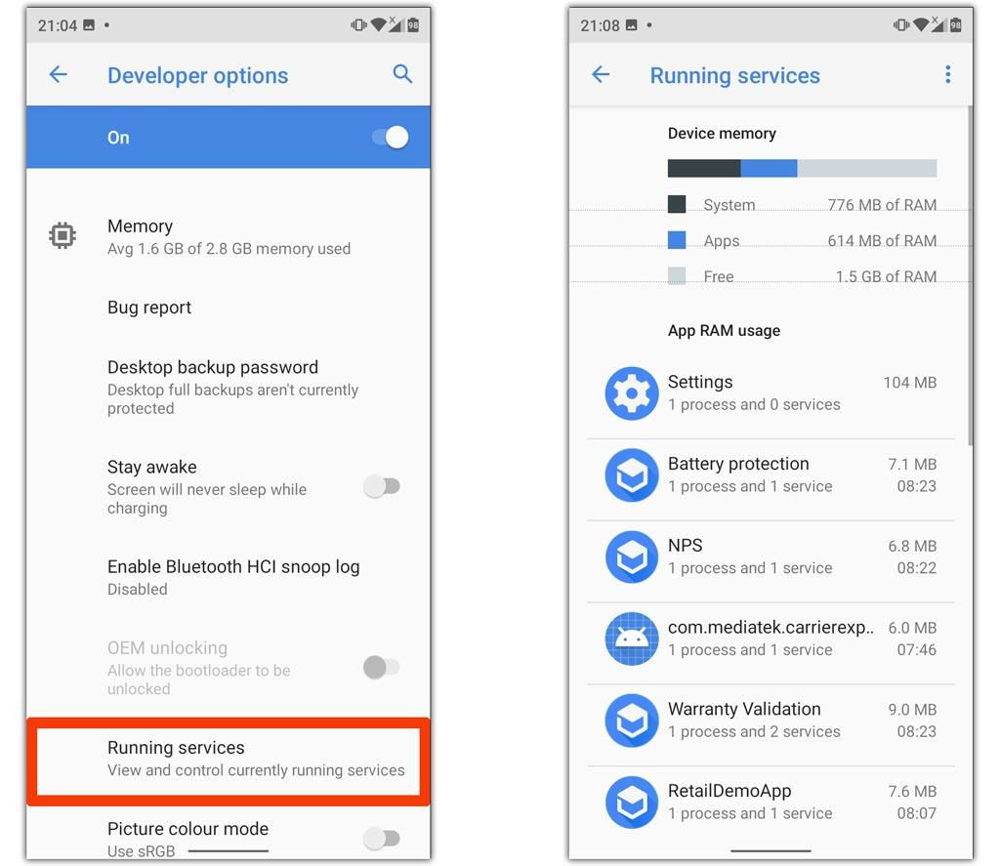 21:04
98
Developer options
On
Memory
Avg 1.6 GB of 2.8 GB memory used
Bug report
Desktop backup password
Desktop full backups aren't currently
protected
Stay awake
Screen will never sleep while
charging
Enable Bluetooth HCI snoop log
Disabled
OEM unlocking
Allow the bootloader to be
unlocked
Running services
View and control currently running services
Picture colour mode
Use sRGB
21:08
98
Running services
Device memory
System 776 MB of RAM
Apps 614 MB of RAM
Free 1.5 GB of RAM
App RAM usage
Settings 104 MB
1 process and 0 services
Battery protection 7.1 MB
1 process and 1 service 08:23
NPS 6.8 MB
1 process and 1 service 08:22
com.mediatek.carrierexp.. 6.0 MB
1 process and 1 service 07:46
Warranty Validation 9.0 MB
1 process and 2 services 08:23
RetailDemoApp 7.6 MB
1 process and 1 service 08:07